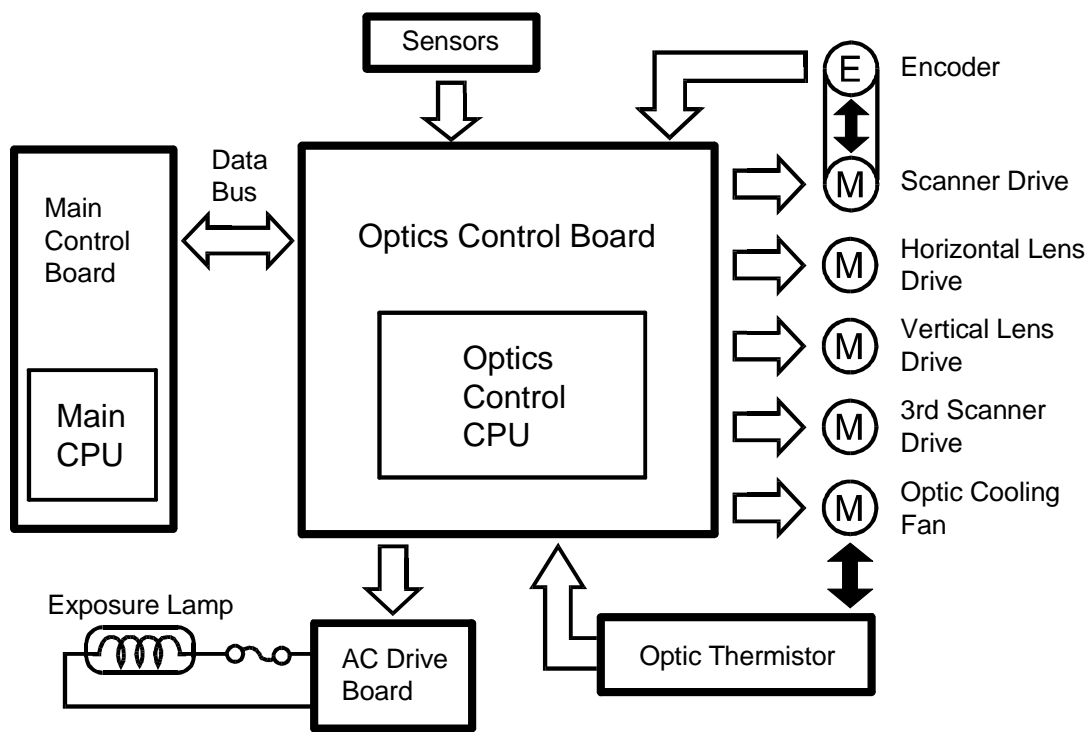 Sensors
E
Encoder
Data
Bus
Main
Control
Board
M
Scanner Drive
Optics Control Board
M
Horizontal Lens
Drive
Optics
Control
CPU
M
Vertical Lens
Drive
Main
CPU
M
3rd Scanner
Drive
M
Optic Cooling
Fan
Exposure Lamp
AC Drive
Board
Optic Thermistor